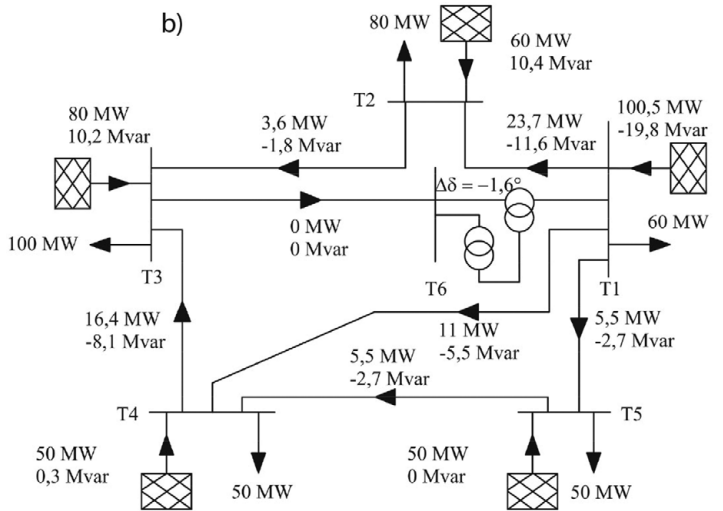 b)
80 MW
60 MW
10,4 Mvar
T2
80 MW
10,2 Mvar
3,6 MW
-1,8 Mvar
23,7 MW
-11,6 Mvar
100,5 MW
-19,8 Mvar
Δδ = −1,6°
0 MW
0 Mvar
60 MW
100 MW
T3
T6
T1
16,4 MW
-8,1 Mvar
11 MW
-5,5 Mvar
5,5 MW
-2,7 Mvar
5,5 MW
-2,7 Mvar
T4
T5
50 MW
0,3 Mvar
50 MW
50 MW
0 Mvar
50 MW